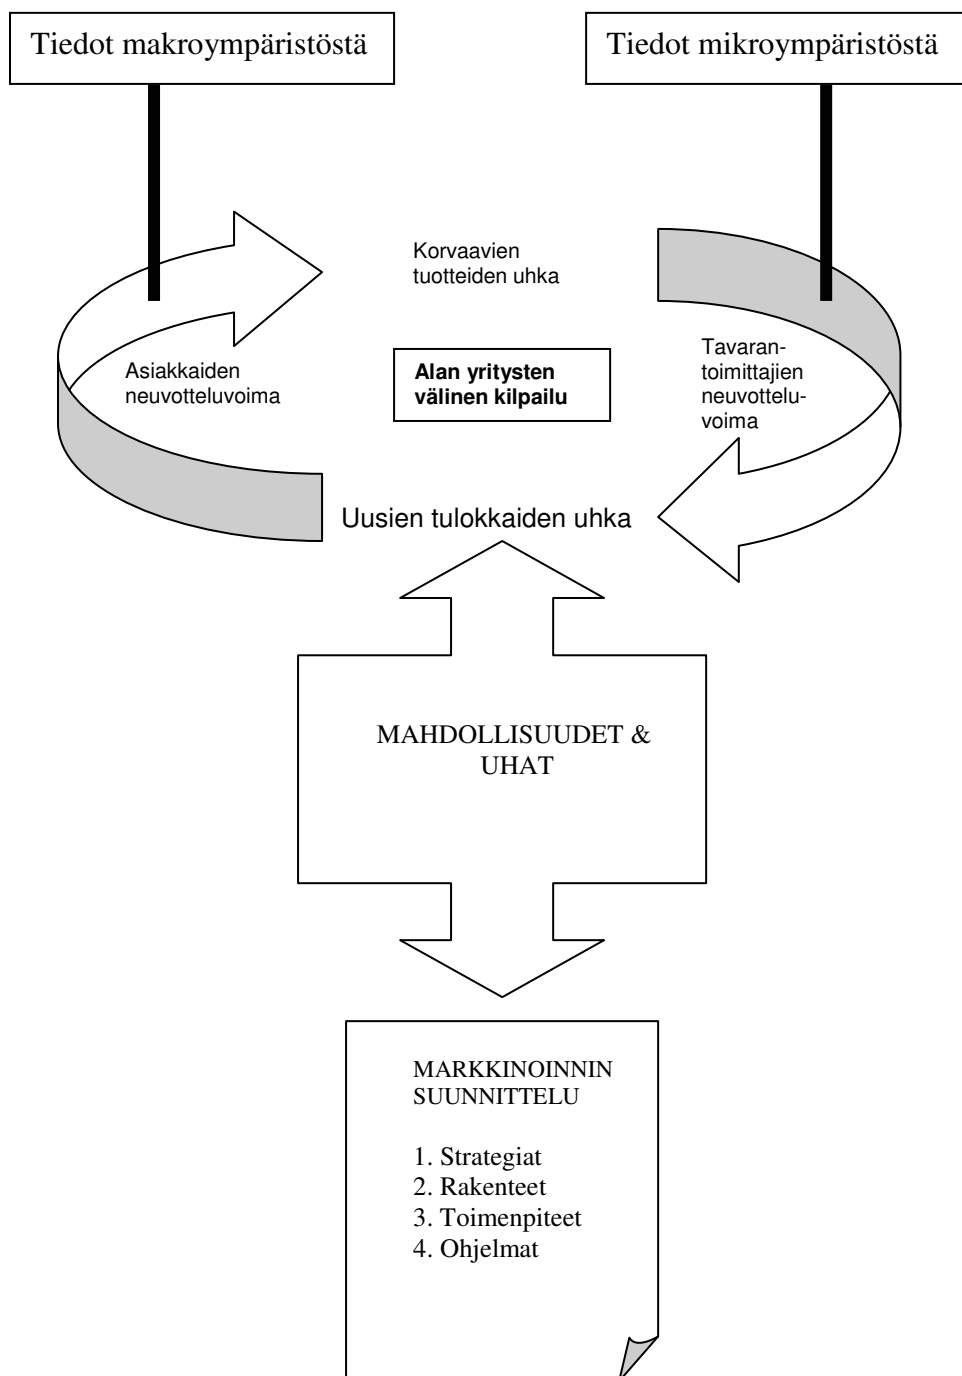 Tiedot makroympäristöstä
Tiedot mikroympäristöstä
Korvaavien
tuotteiden uhka
Asiakkaiden
neuvotteluvoima
Alan yritysten
välinen kilpailu
Tavaran-
toimittajien
neuvottelu-
voima
Uusien tulokkaiden uhka
MAHDOLLISUUDET &
UHAT
MARKKINOINNIN
SUUNNITTELU
1. Strategiat
2. Rakenteet
3. Toimenpiteet
4. Ohjelmat